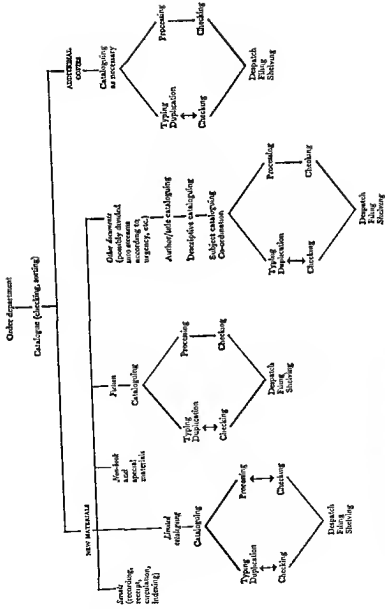 Order department
Catalogue (checking, sorting)
NEW MATERIALS
ADDITIONAL
COPIES
Serials
(recording,
receipt,
circulation,
indexing)
Limited
cataloguing
Cataloguing
Typing
Duplication
Checking
Processing
Checking
Despatch
Filing
Shelving
Non-book
and
special
materials
Fiction
Cataloguing
Typing
Duplication
Checking
Processing
Checking
Despatch
Filing
Shelving
Other documents
(possibly divided
into streams
according to
urgency, etc.)
Author/title cataloguing
Descriptive cataloguing
Subject cataloguing
Co-ordination
Typing
Duplication
Checking
Processing
Checking
Despatch
Filing
Shelving
Cataloguing
as necessary
Typing
Duplication
Checking
Processing
Checking
Despatch
Filing
Shelving